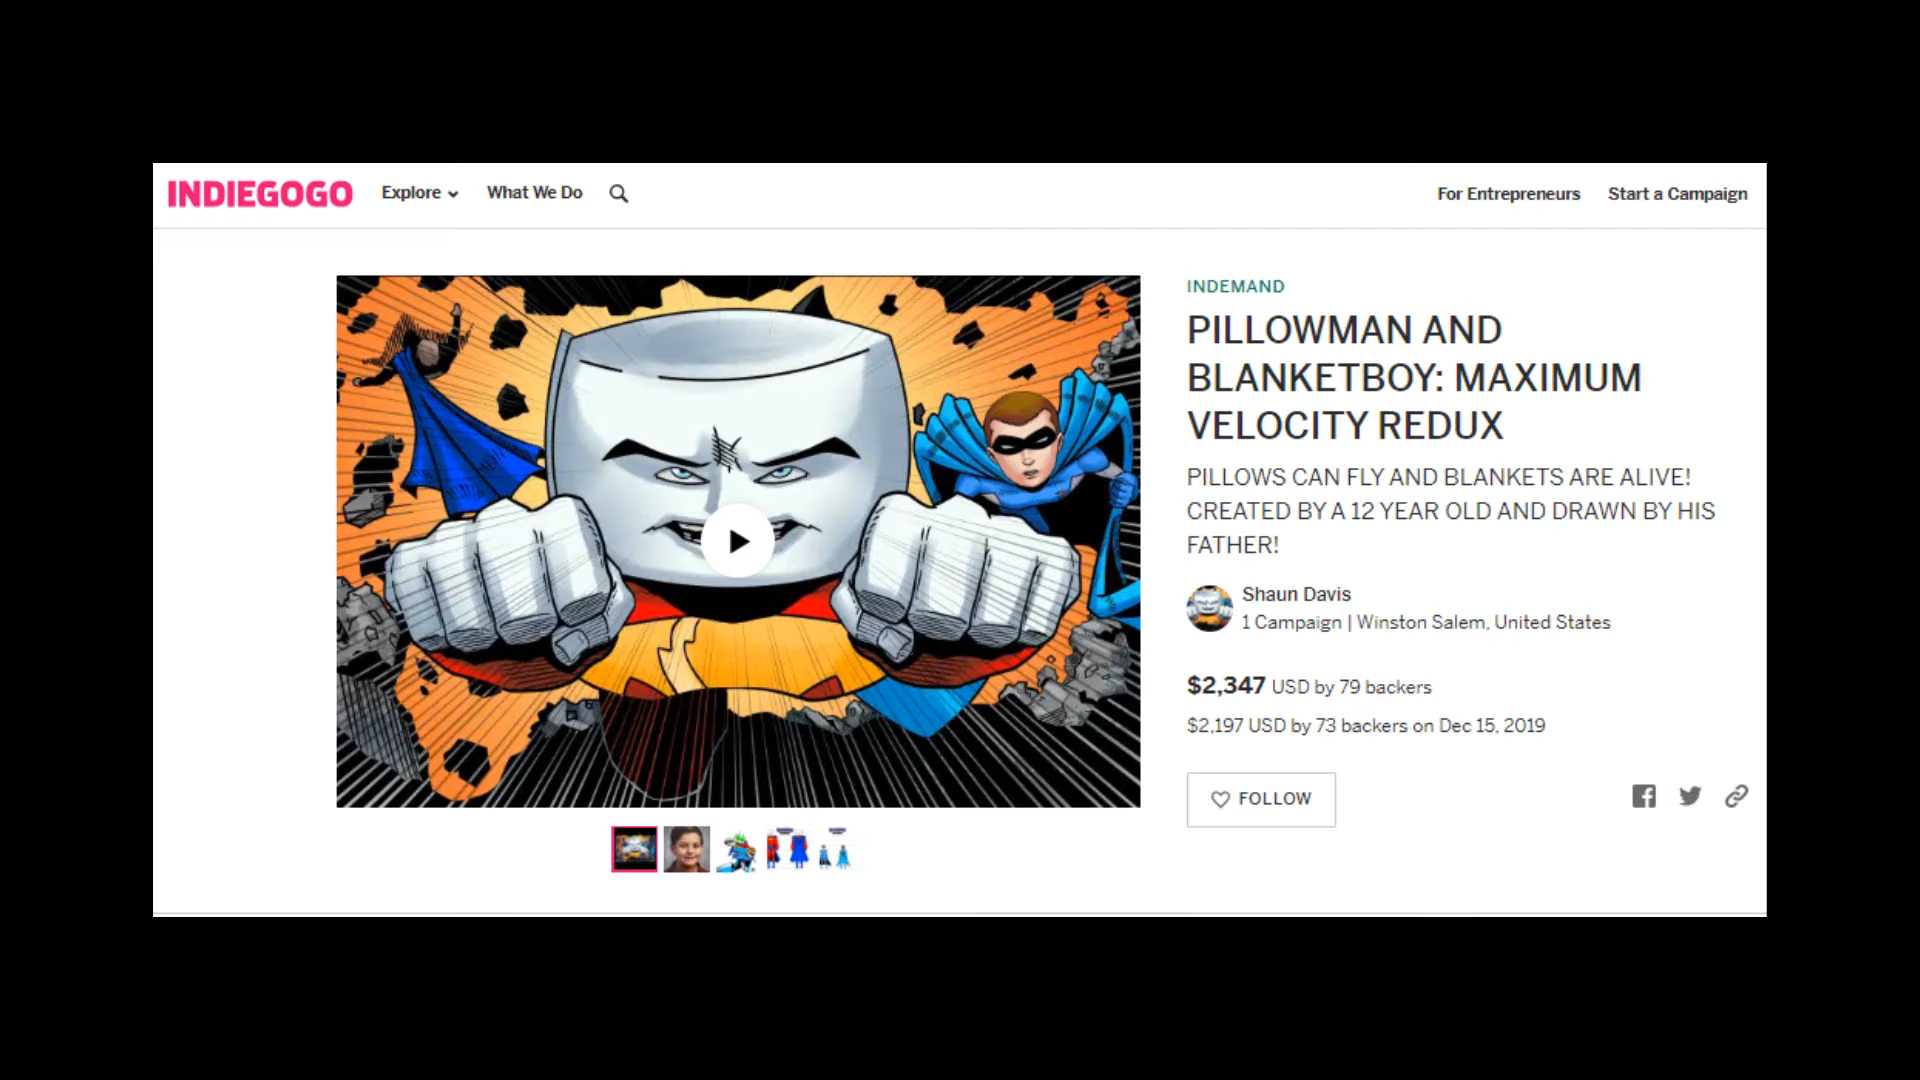 INDIEGOGO Explore What We Do For Entrepreneurs Start a Campaign
INDEMAND
PILLOWMAN AND
BLANKETBOY: MAXIMUM
VELOCITY REDUX
PILLOWS CAN FLY AND BLANKETS ARE ALIVE!
CREATED BY A 12 YEAR OLD AND DRAWN BY HIS
FATHER!
Shaun Davis
1 Campaign | Winston Salem, United States
$2,347 USD by 79 backers
$2,197 USD by 73 backers on Dec 15, 2019
FOLLOW